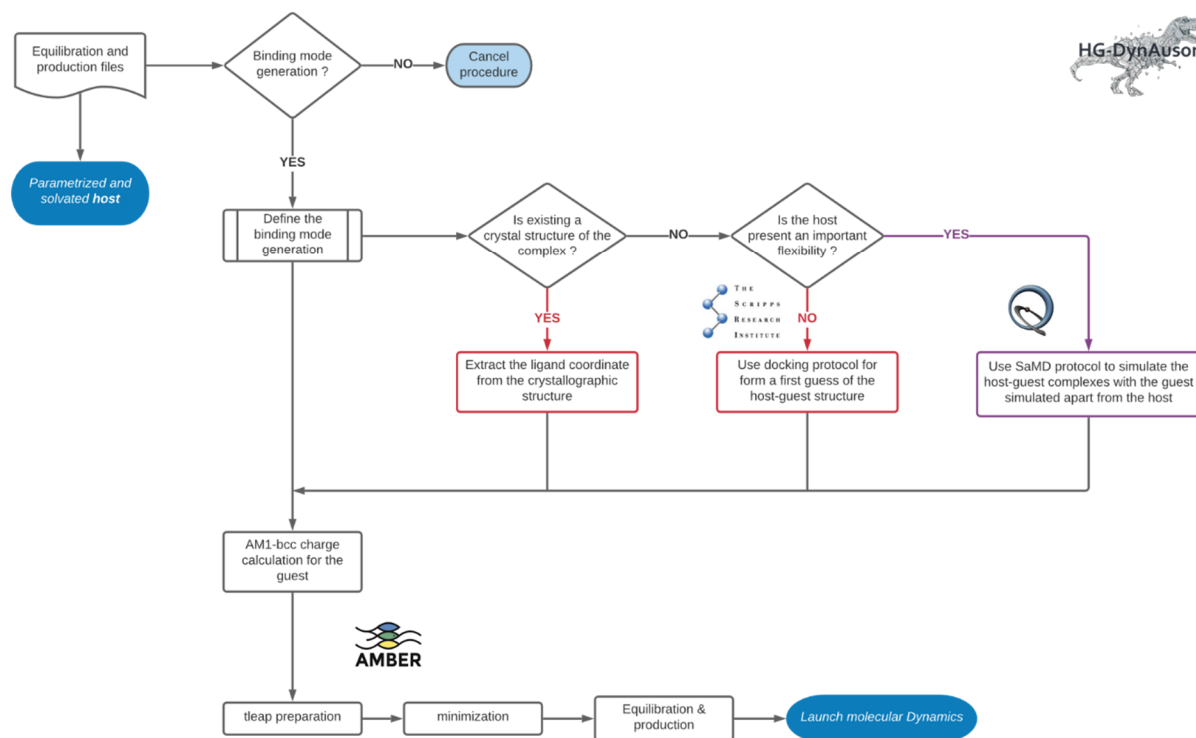 HG-DynAuson
Equilibration and
production files
Binding mode
generation ?
NO
Cancel
procedure
YES
Parametrized and
solvated host
Define the
binding mode
generation
Is existing a
crystal structure of the
complex ?
NO
Is the host
present an important
flexibility ?
YES
THE
SCRIPPS
RESEARCH
INSTITUTE
YES
NO
Extract the ligand coordinate
from the crystallographic
structure
Use docking protocol for
form a first guess of the
host-guest structure
Use SaMD protocol to simulate the
host-guest complexes with the guest
simulated apart from the host
AM1-bcc charge
calculation for the
guest
AMBER
tleap preparation
minimization
Equilibration &
production
Launch molecular Dynamics